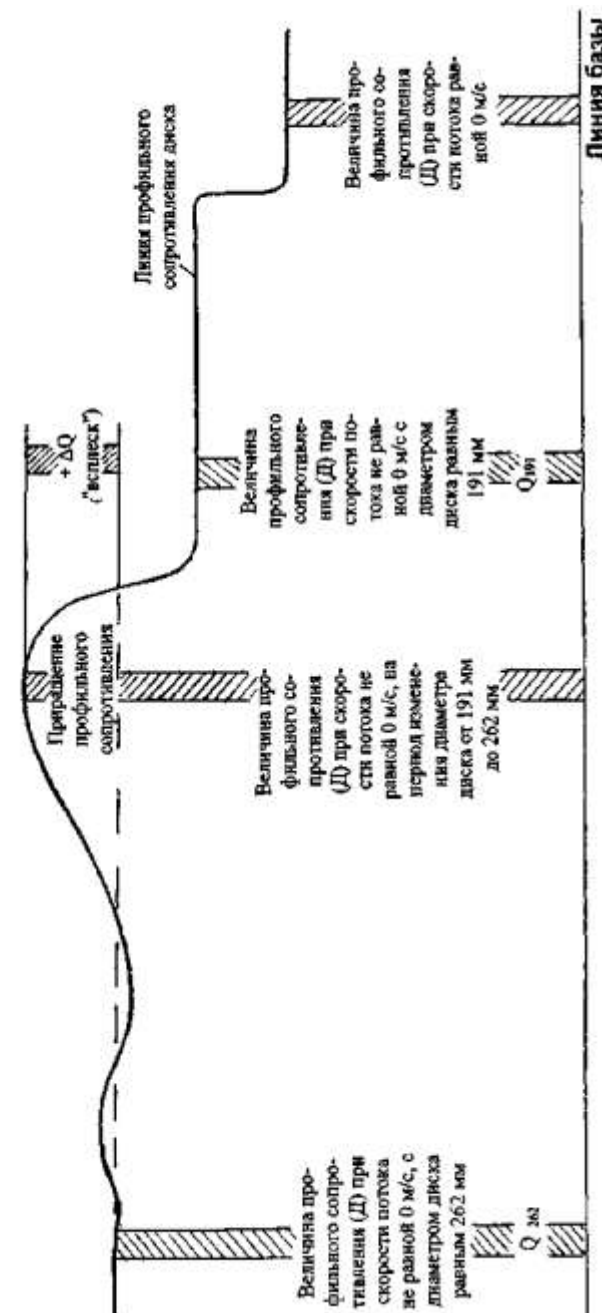 Величина про-
фильного сопро-
тивления (Д) при
скорости потока
не равной 0 м/с, с
диаметром диска
равным 262 мм
Q 262
Приращение
профильного
сопротивления
Величина про-
фильного со-
противления
(Д) при скоро-
сти потока не
равной 0 м/с, на
период измене-
ния диаметра
диска от 191 мм
до 262 мм
+ ΔQ
("всплеск")
Величина
профильного
сопротивле-
ния (Д) при
скорости по-
тока не рав-
ной 0 м/с с
диаметром
диска равным
191 мм
Q191
Линия профильного
сопротивления диска
Величина про-
фильного со-
противления
(Д) при скоро-
сти потока рав-
ной 0 м/с
Линия базы